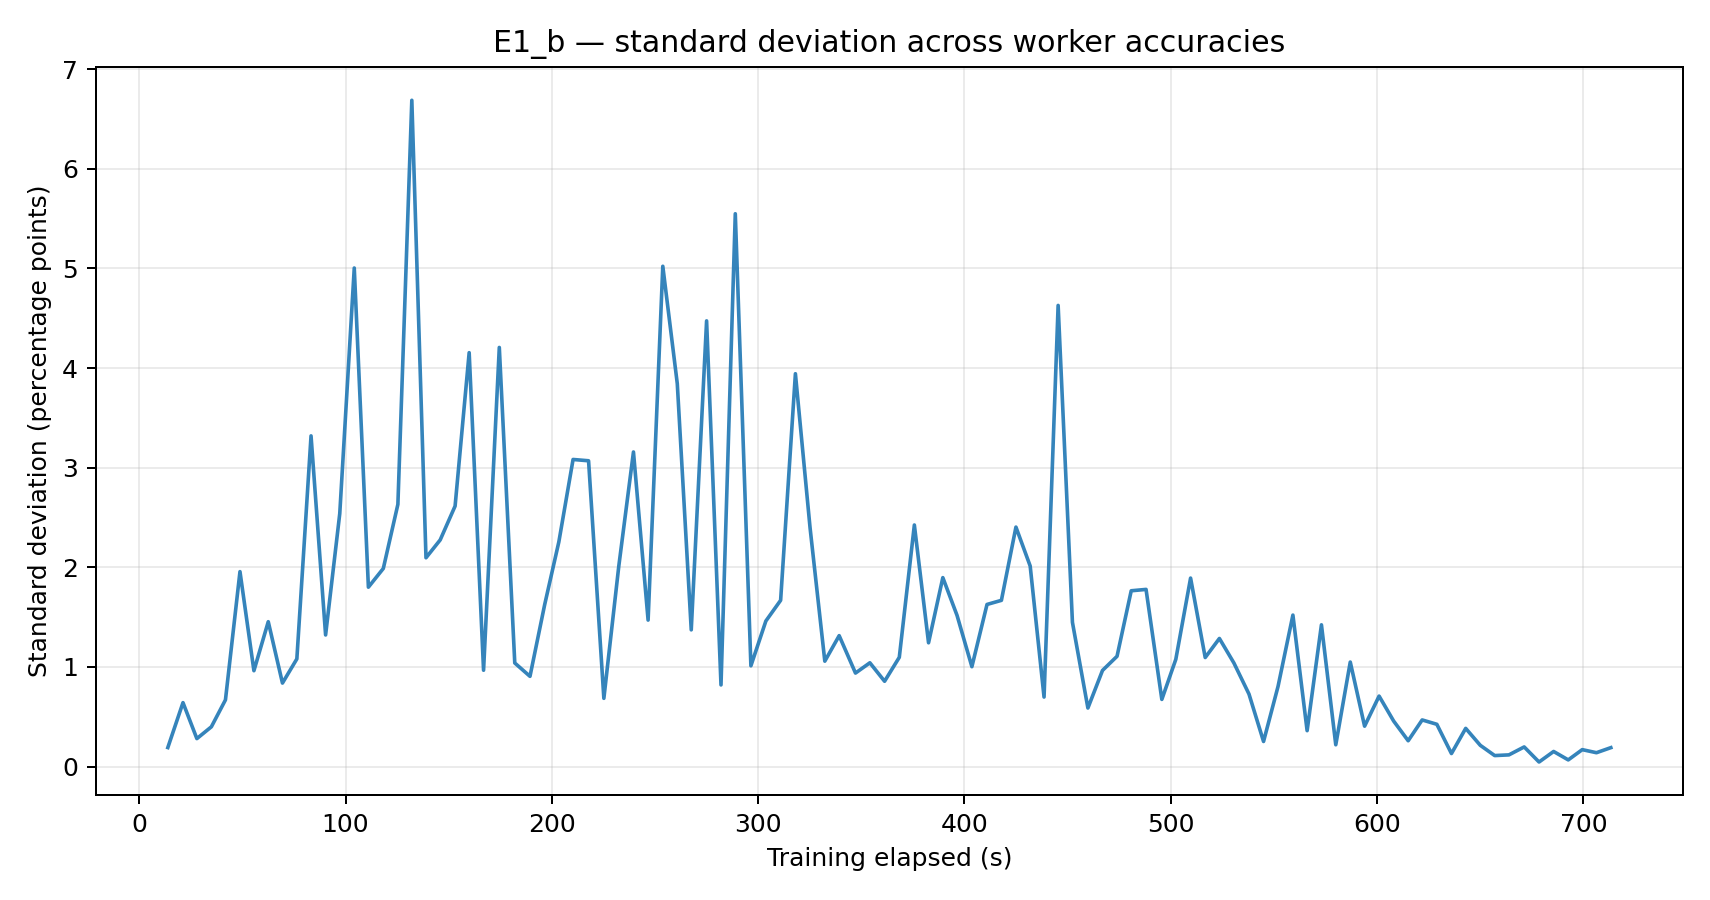 E1_b — standard deviation across worker accuracies
Standard deviation (percentage points)
7
6
5
4
3
2
1
0
0 100 200 300 400 500 600 700
Training elapsed (s)